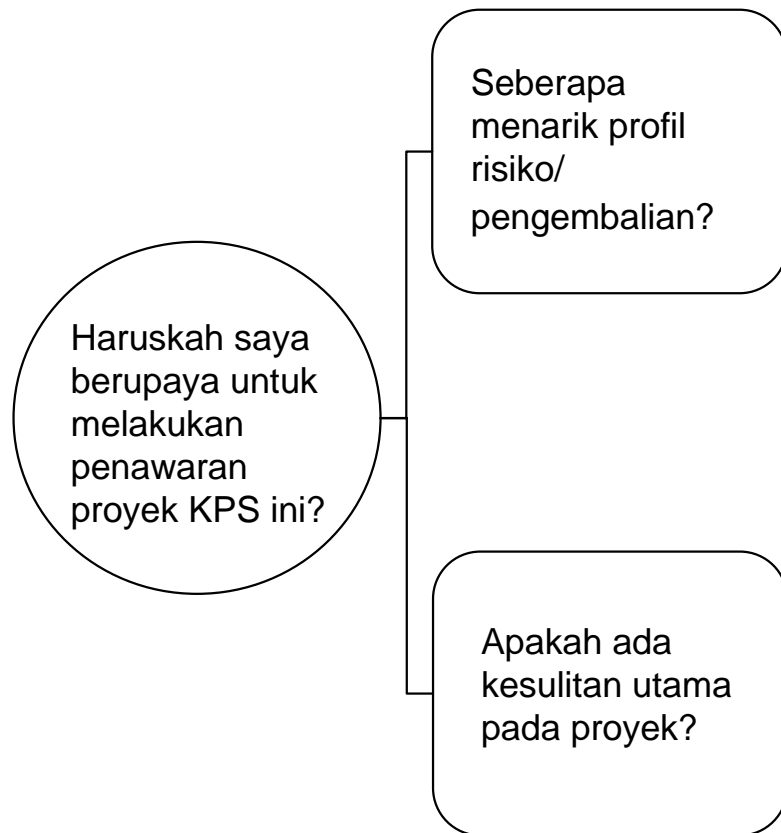 Haruskah saya
berupaya untuk
melakukan
penawaran
proyek KPS ini?
Seberapa
menarik profil
risiko/
pengembalian?
Apakah ada
kesulitan utama
pada proyek?